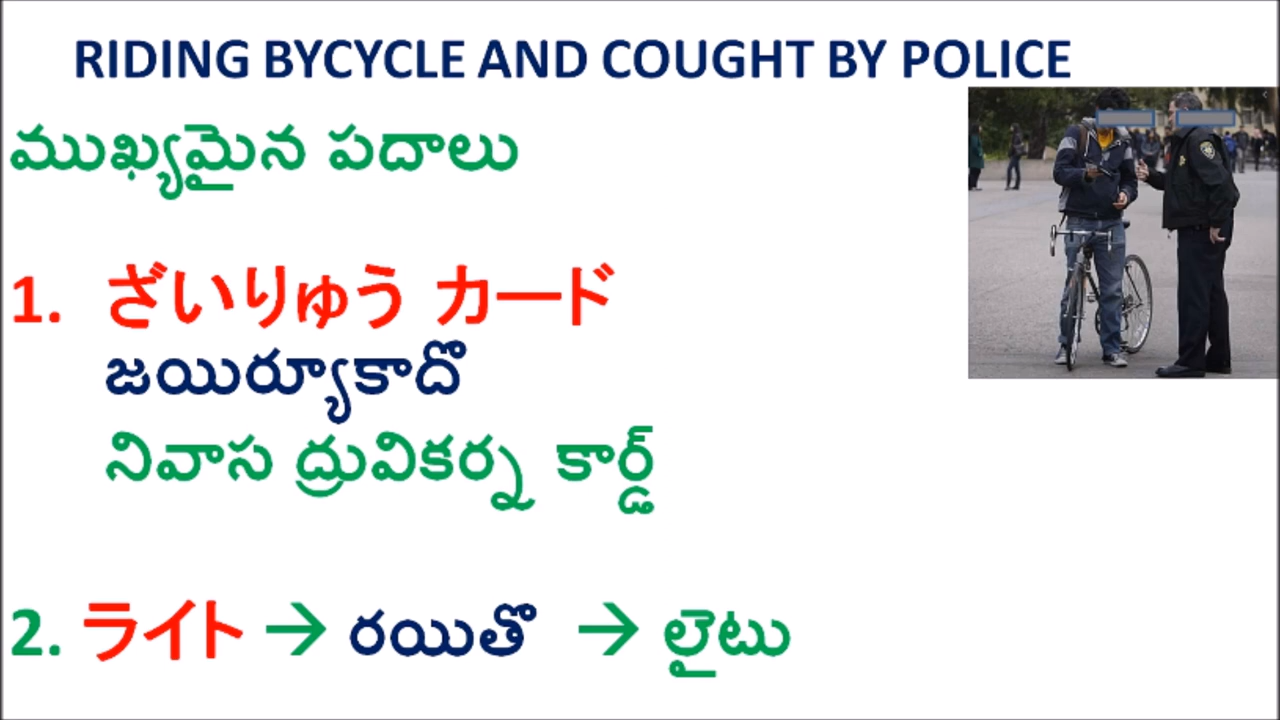 RIDING BYCYCLE AND COUGHT BY POLICE
ముఖ్యమైన పదాలు
1. ざいりゅう カード
జయిర్యూకాదొ
నివాస ద్రువికర్న కార్డ్
2. ライト → రయితొ → లైటు